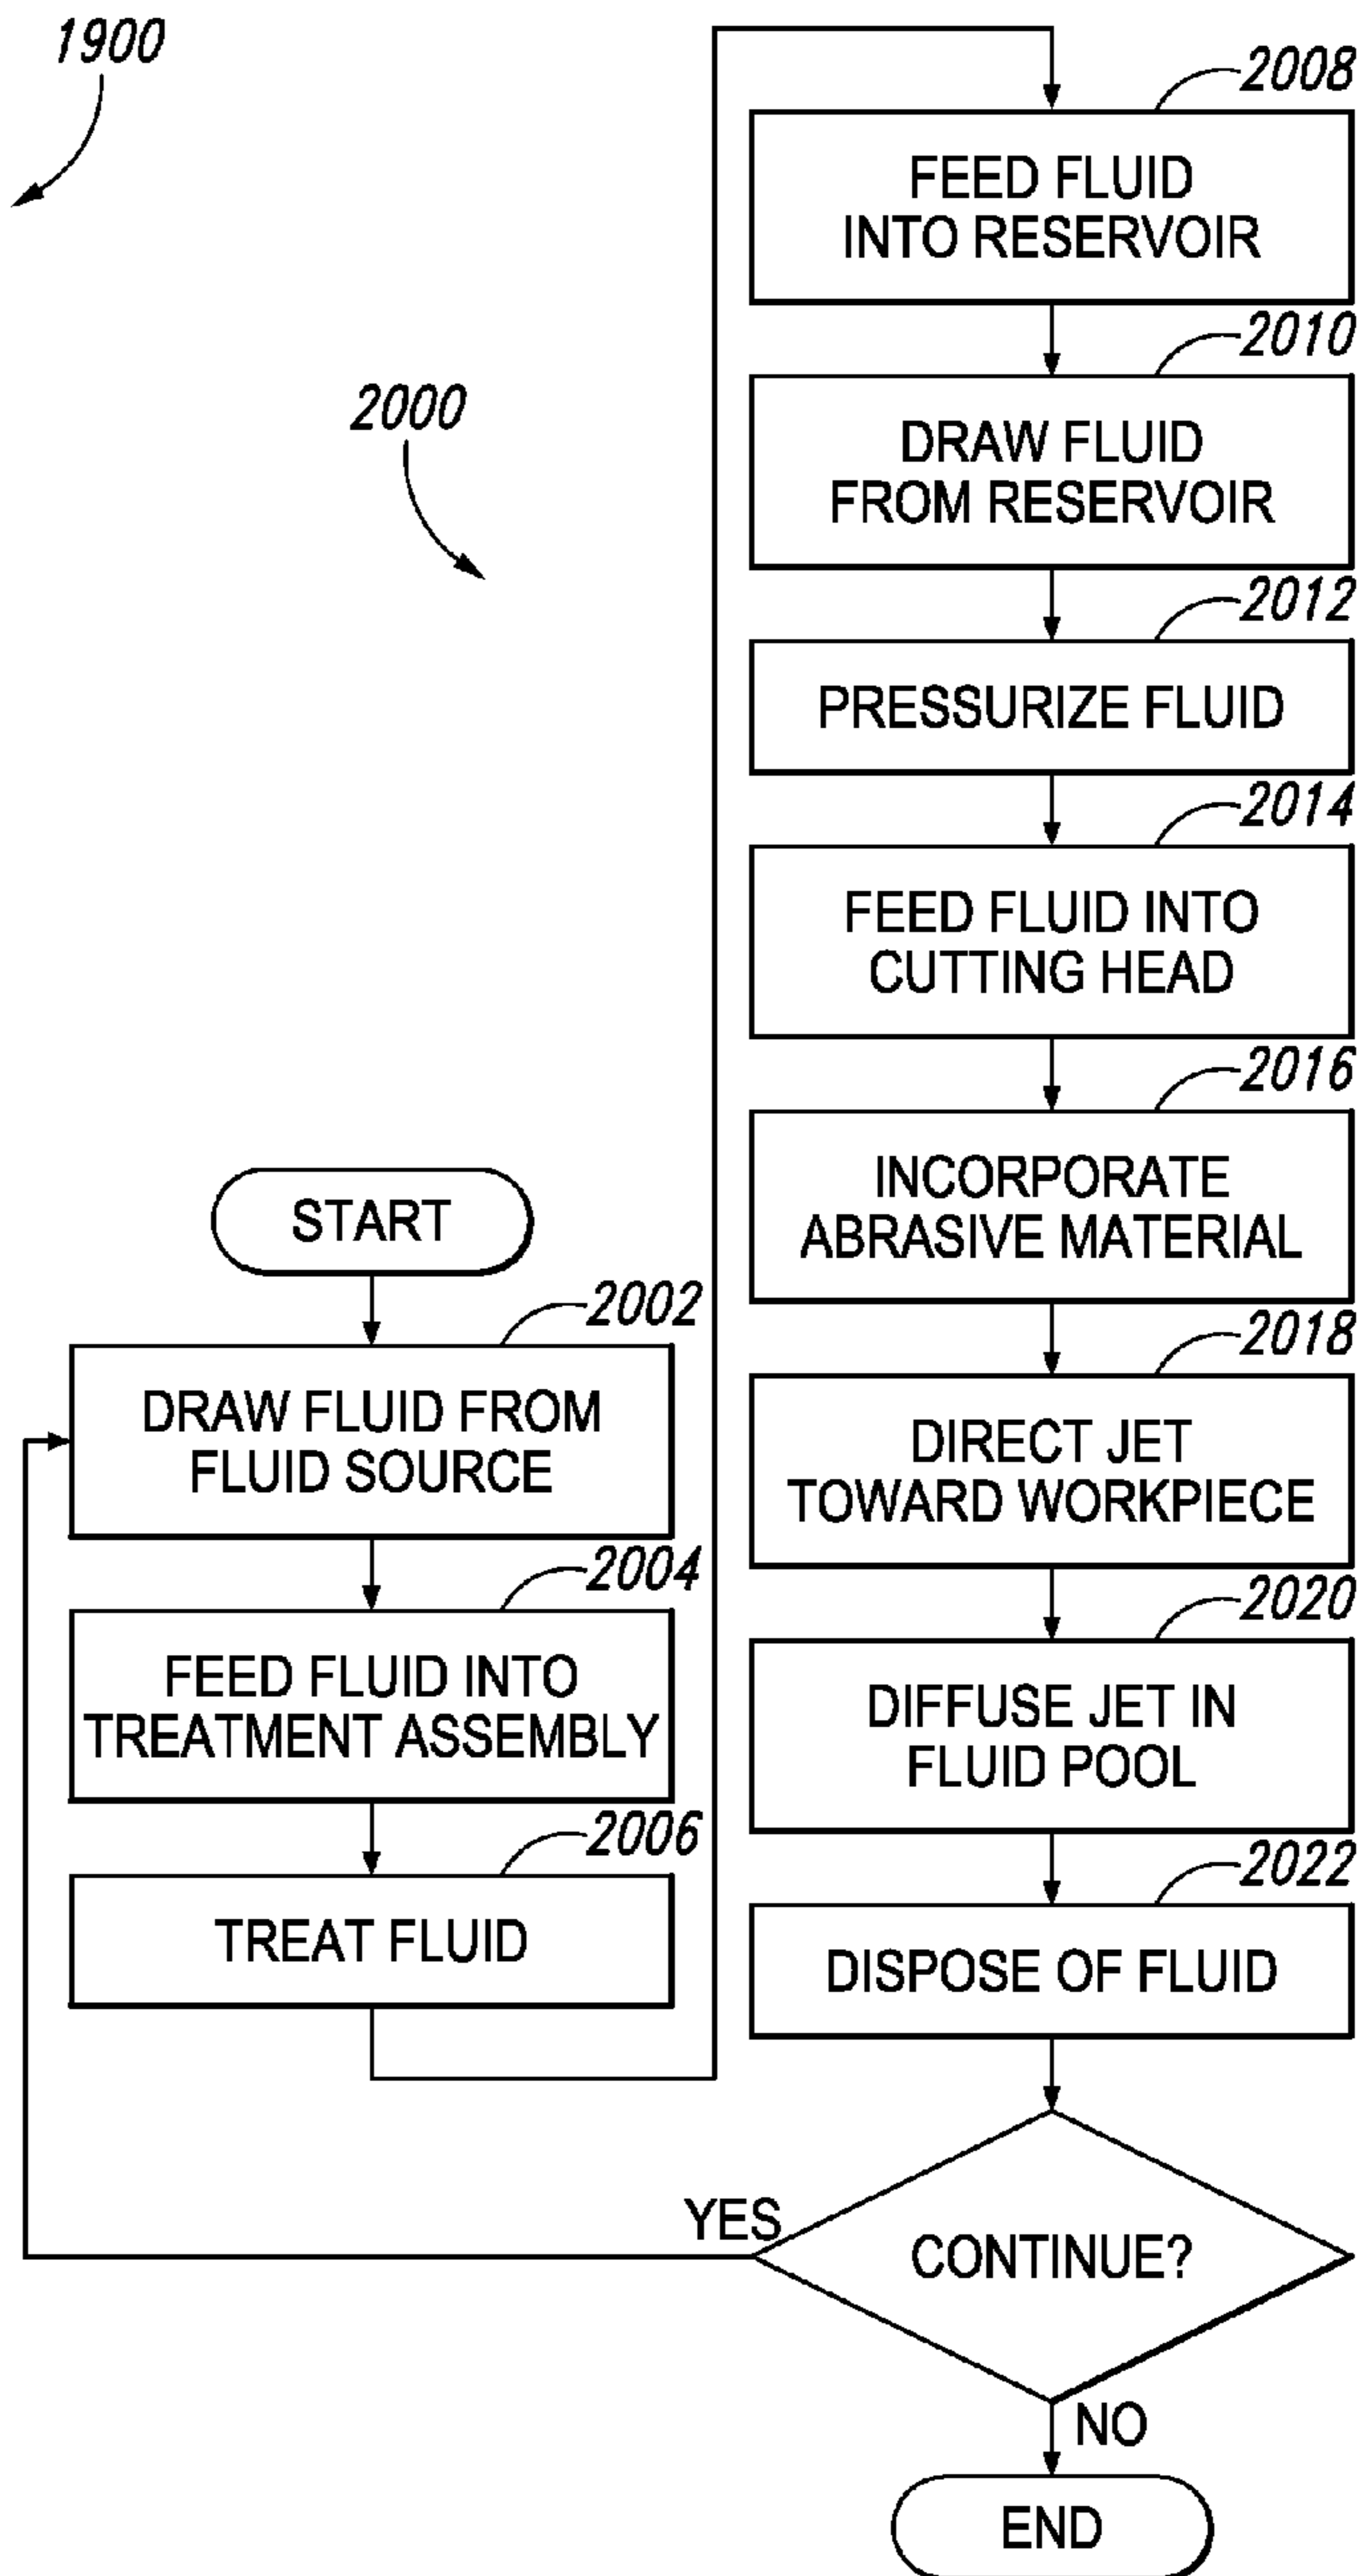 1900
2000
START
2002
DRAW FLUID FROM
FLUID SOURCE
2004
FEED FLUID INTO
TREATMENT ASSEMBLY
2006
TREAT FLUID
2008
FEED FLUID
INTO RESERVOIR
2010
DRAW FLUID
FROM RESERVOIR
2012
PRESSURIZE FLUID
2014
FEED FLUID INTO
CUTTING HEAD
2016
INCORPORATE
ABRASIVE MATERIAL
2018
DIRECT JET
TOWARD WORKPIECE
2020
DIFFUSE JET IN
FLUID POOL
2022
DISPOSE OF FLUID
YES
CONTINUE?
NO
END